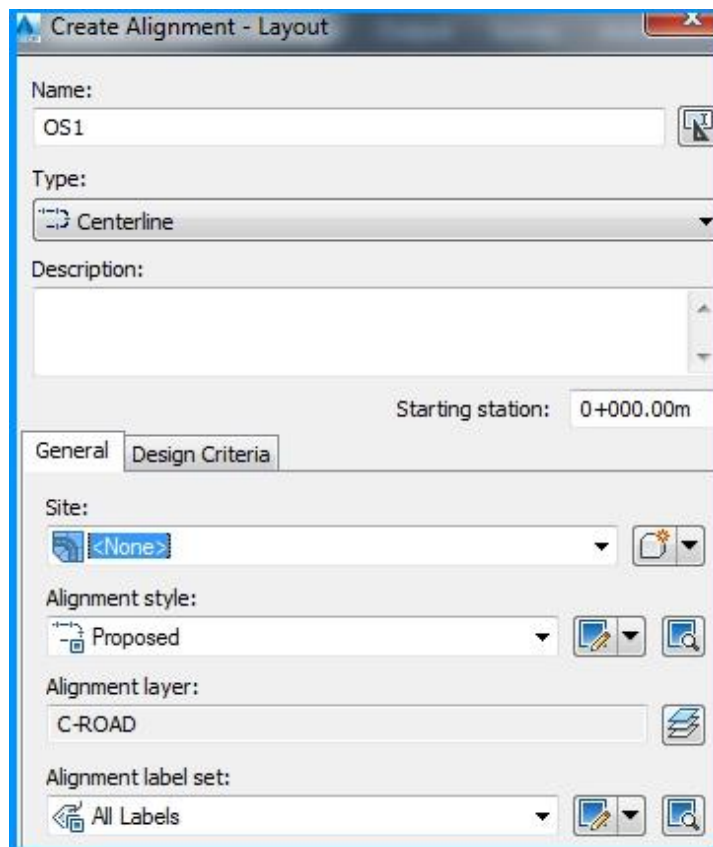 Create Alignment - Layout
Name:
OS1
Type:
Centerline
Description:
Starting station: 0+000.00m
General Design Criteria
Site:
<None>
Alignment style:
Proposed
Alignment layer:
C-ROAD
Alignment label set:
All Labels